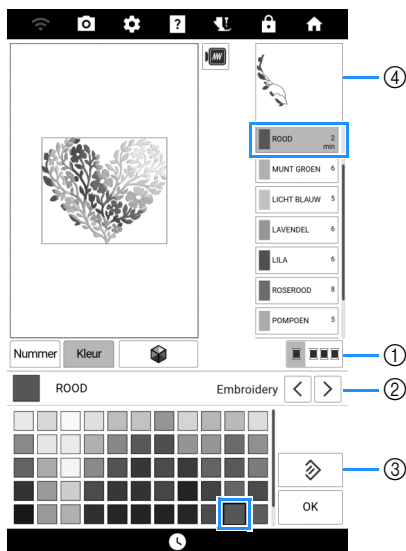 ?
④
ROOD 2
min
MUNT GROEN 6
LICHT BLAUW 5
LAVENDEL 6
LILA 6
ROSEROOD 8
POMPOEN 5
Nummer Kleur ①
ROOD Embroidery < > ②
③
OK